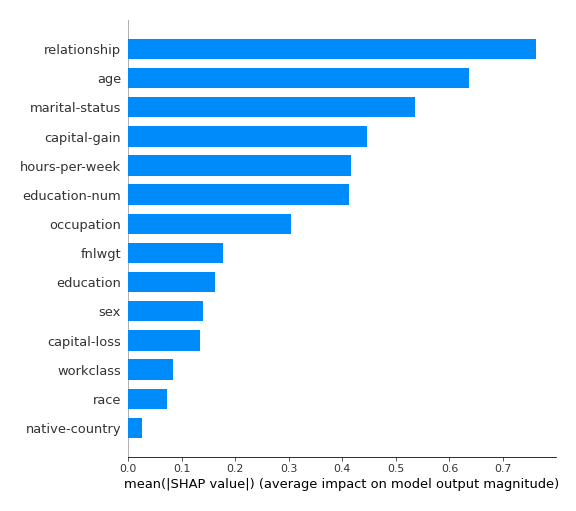 relationship
age
marital-status
capital-gain
hours-per-week
education-num
occupation
fnlwgt
education
sex
capital-loss
workclass
race
native-country
0.0 0.1 0.2 0.3 0.4 0.5 0.6 0.7
mean(|SHAP value|) (average impact on model output magnitude)